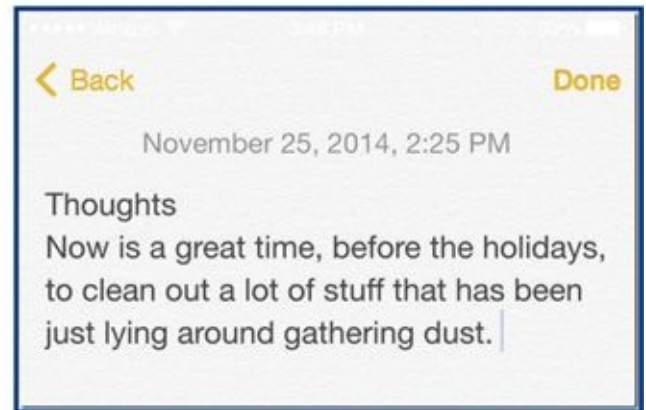 Back
Done
November 25, 2014, 2:25 PM
Thoughts
Now is a great time, before the holidays,
to clean out a lot of stuff that has been
just lying around gathering dust.